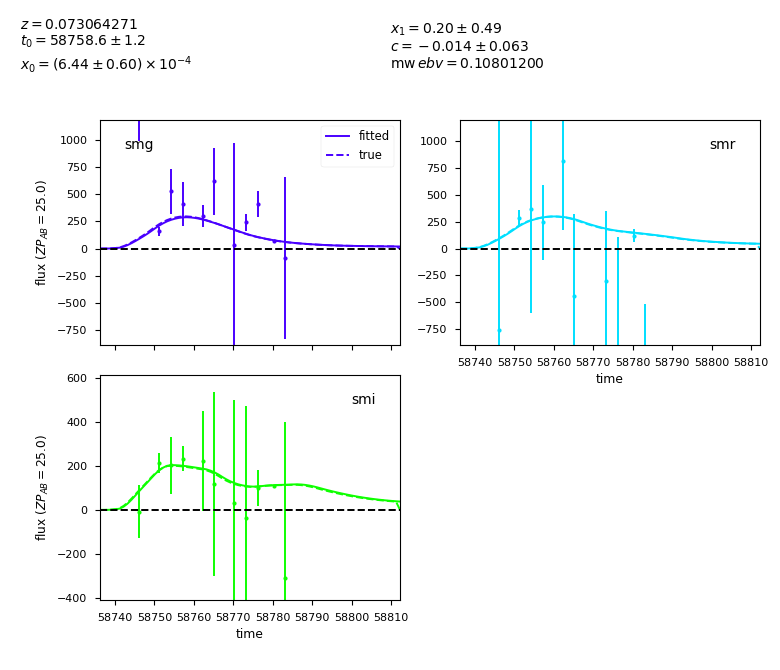 z = 0.073064271
t₀ = 58758.6 ± 1.2
x₀ = (6.44 ± 0.60) × 10⁻⁴
x₁ = 0.20 ± 0.49
c = −0.014 ± 0.063
mw ebv = 0.10801200
smg
fitted
true
1000
750
500
250
0
−250
−500
−750
flux (ZP_AB = 25.0)
smr
1000
750
500
250
0
−250
−500
−750
58740 58750 58760 58770 58780 58790 58800 58810
time
smi
600
400
200
0
−200
−400
flux (ZP_AB = 25.0)
58740 58750 58760 58770 58780 58790 58800 58810
time